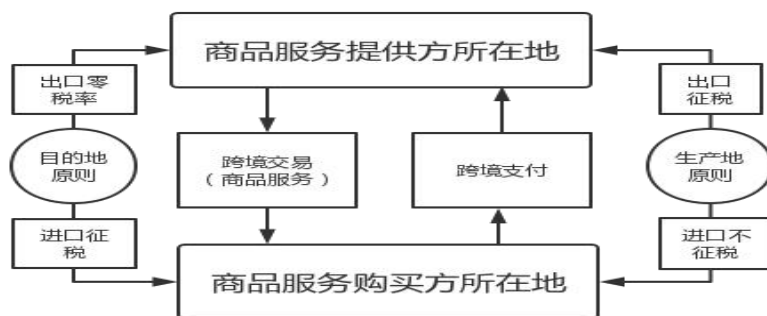 商品服务提供方所在地
出口零
税率
出口
征税
目的地
原则
跨境交易
（商品服务）
跨境支付
生产地
原则
进口征
税
进口不
征税
商品服务购买方所在地